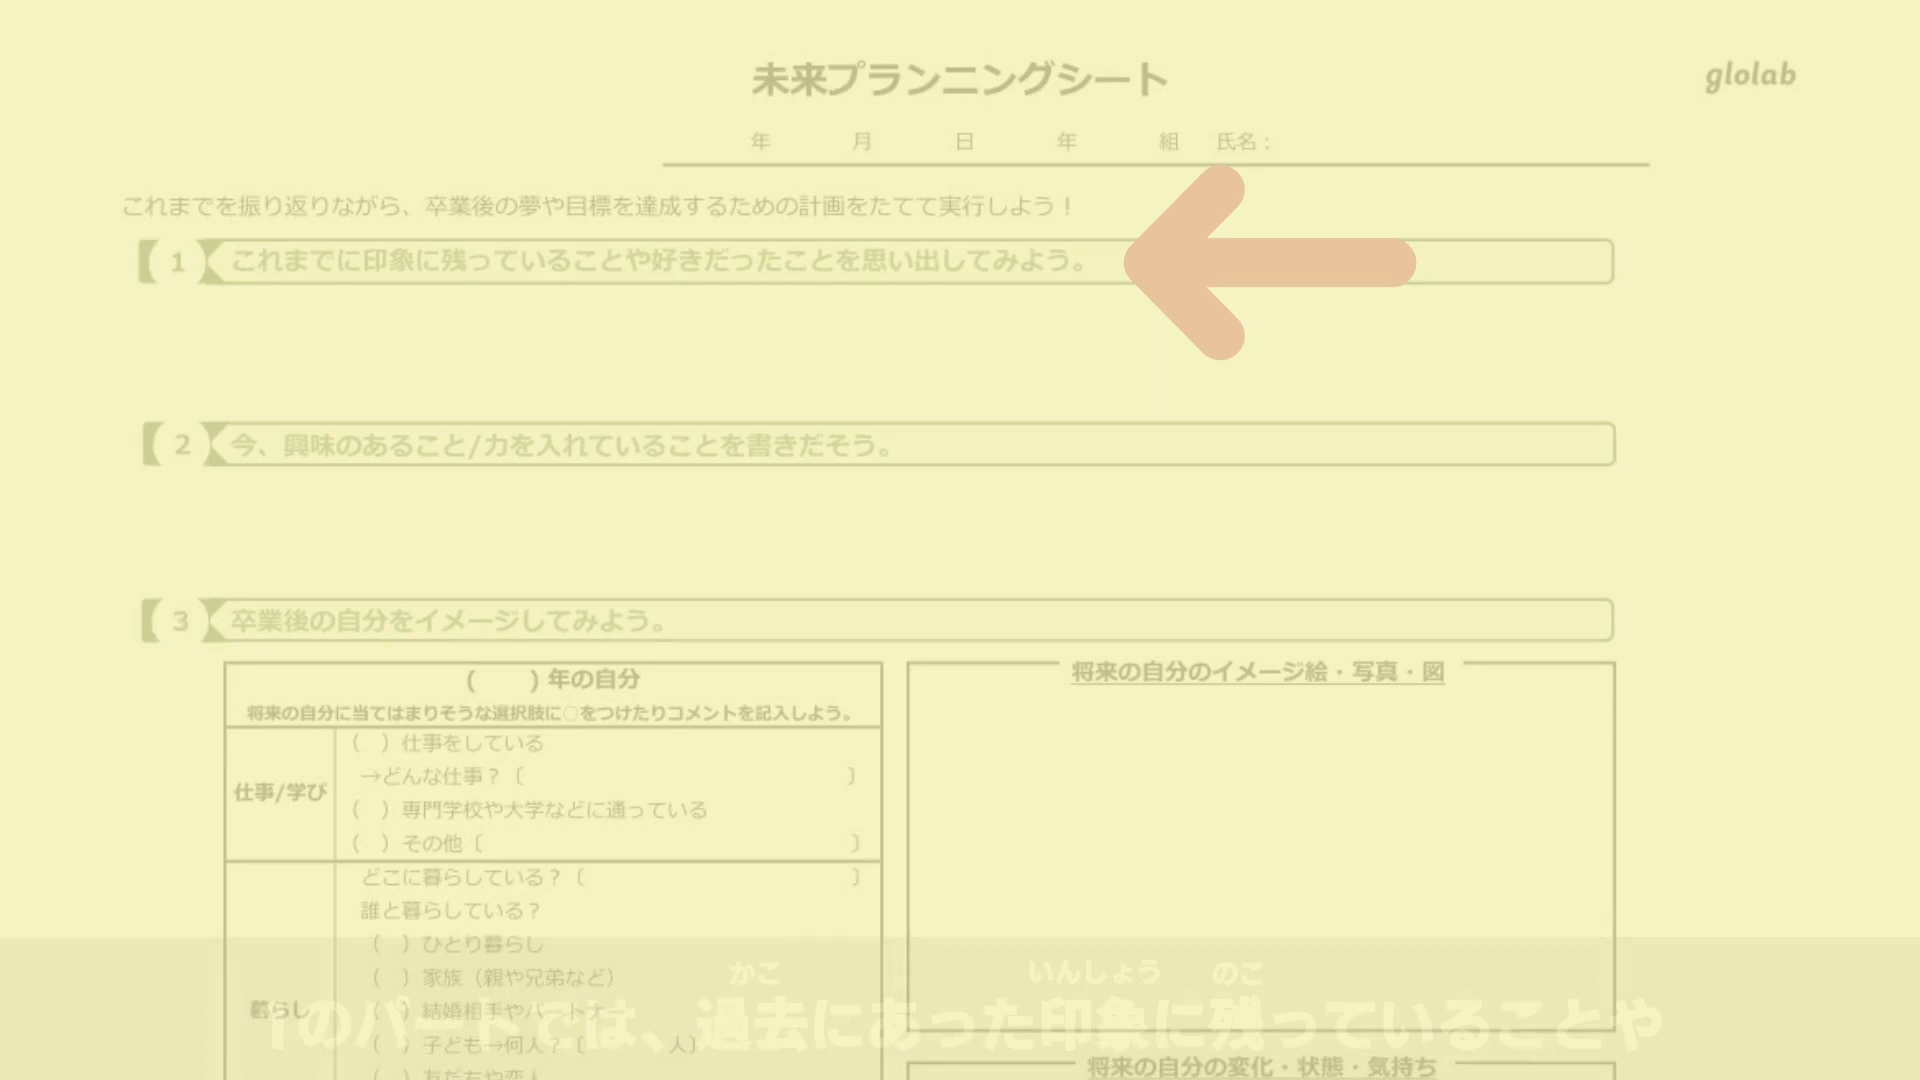 未来プランニングシート
glolab
年 月 日 年 組 氏名：
これまでを振り返りながら、卒業後の夢や目標を達成するための計画をたてて実行しよう！
【 1 】 これまでに印象に残っていることや好きだったことを思い出してみよう。
【 2 】 今、興味のあること/力を入れていることを書きだそう。
【 3 】 卒業後の自分をイメージしてみよう。
( ) 年の自分
将来の自分に当てはまりそうな選択肢に○をつけたりコメントを記入しよう。
仕事/学び
（ ）仕事をしている
→どんな仕事？〔 〕
（ ）専門学校や大学などに通っている
（ ）その他〔 〕
暮らし
どこに暮らしている？〔 〕
誰と暮らしている？
（ ）ひとり暮らし
（ ）家族（親や兄弟など）
（ ）結婚相手やパートナー
（ ）子ども→何人？〔 人〕
（ ）友だちや恋人
将来の自分のイメージ絵・写真・図
将来の自分の変化・状態・気持ち
かこ いんしょう のこ
1のパートでは、過去にあった印象に残っていることや